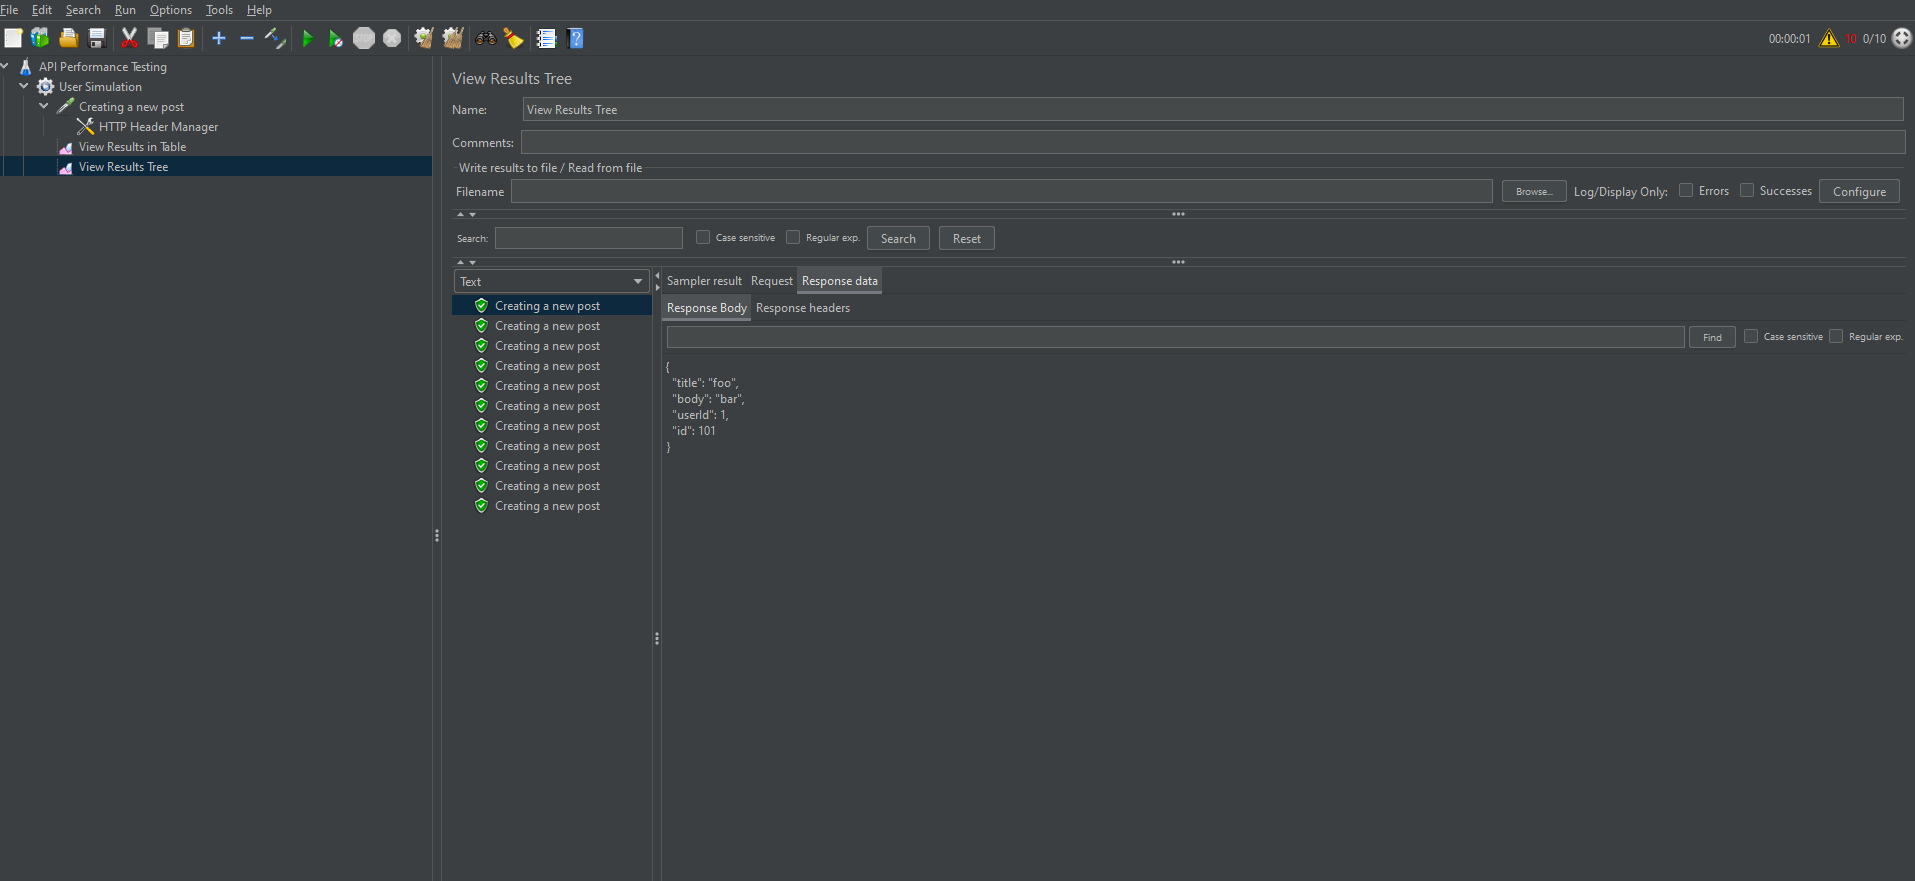 File Edit Search Run Options Tools Help
00:00:01 10 0/10
API Performance Testing
User Simulation
Creating a new post
HTTP Header Manager
View Results in Table
View Results Tree
View Results Tree
Name: View Results Tree
Comments:
Write results to file / Read from file
Filename Browse... Log/Display Only: Errors Successes Configure
Search: Case sensitive Regular exp. Search Reset
Text
Creating a new post
Creating a new post
Creating a new post
Creating a new post
Creating a new post
Creating a new post
Creating a new post
Creating a new post
Creating a new post
Creating a new post
Creating a new post
Sampler result Request Response data
Response Body Response headers
Find Case sensitive Regular exp.
{
"title": "foo",
"body": "bar",
"userId": 1,
"id": 101
}